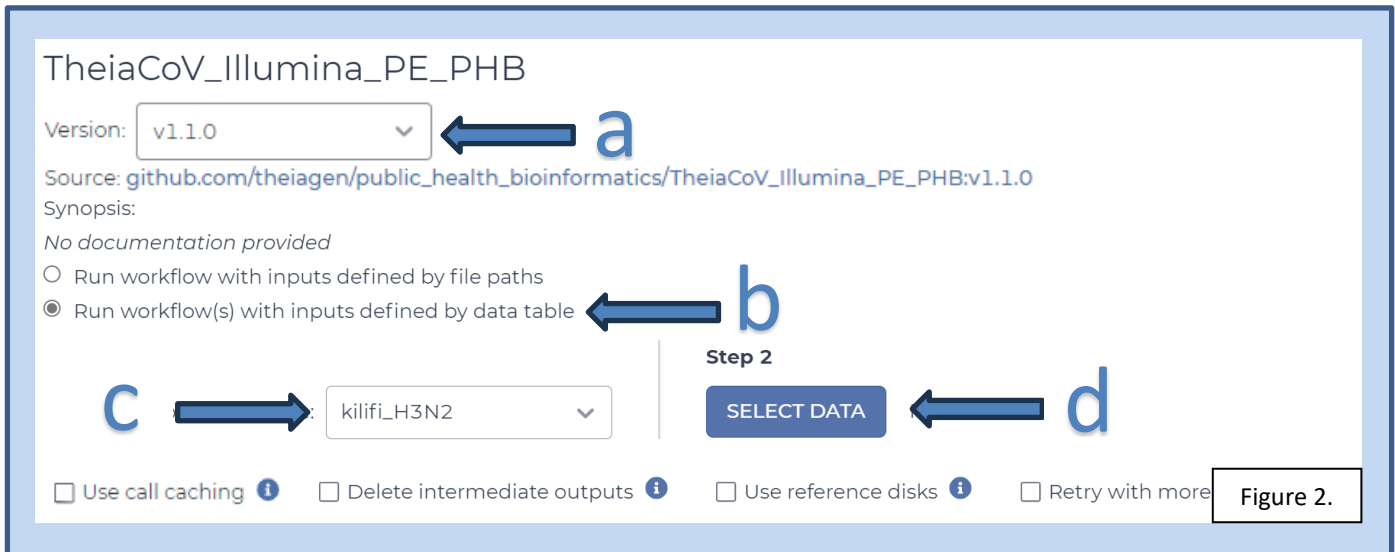 TheiaCoV_Illumina_PE_PHB
Version: v1.1.0 a
Source: github.com/theiagen/public_health_bioinformatics/TheiaCoV_Illumina_PE_PHB:v1.1.0
Synopsis:
No documentation provided
Run workflow with inputs defined by file paths
Run workflow(s) with inputs defined by data table b
Step 2
c : kilifi_H3N2 SELECT DATA d
Use call caching Delete intermediate outputs Use reference disks Retry with more
Figure 2.